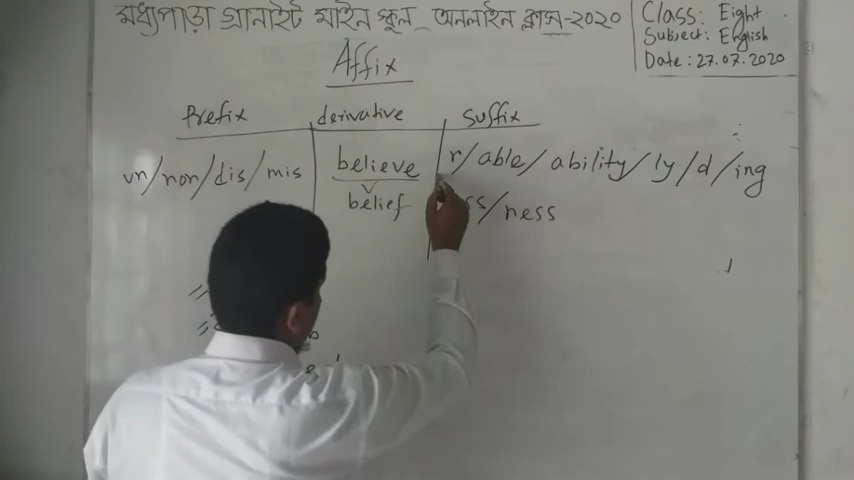 মধ্যপাড়া গ্রানাইট মাইন স্কুল অনলাইন ক্লাস-২০২০
Class: Eight
Subject: English
Date: 27.07.2020
Affix
Prefix derivative Suffix
un/non/dis/mis believe r/able/ability/ly/d/ing
belief ss/ness